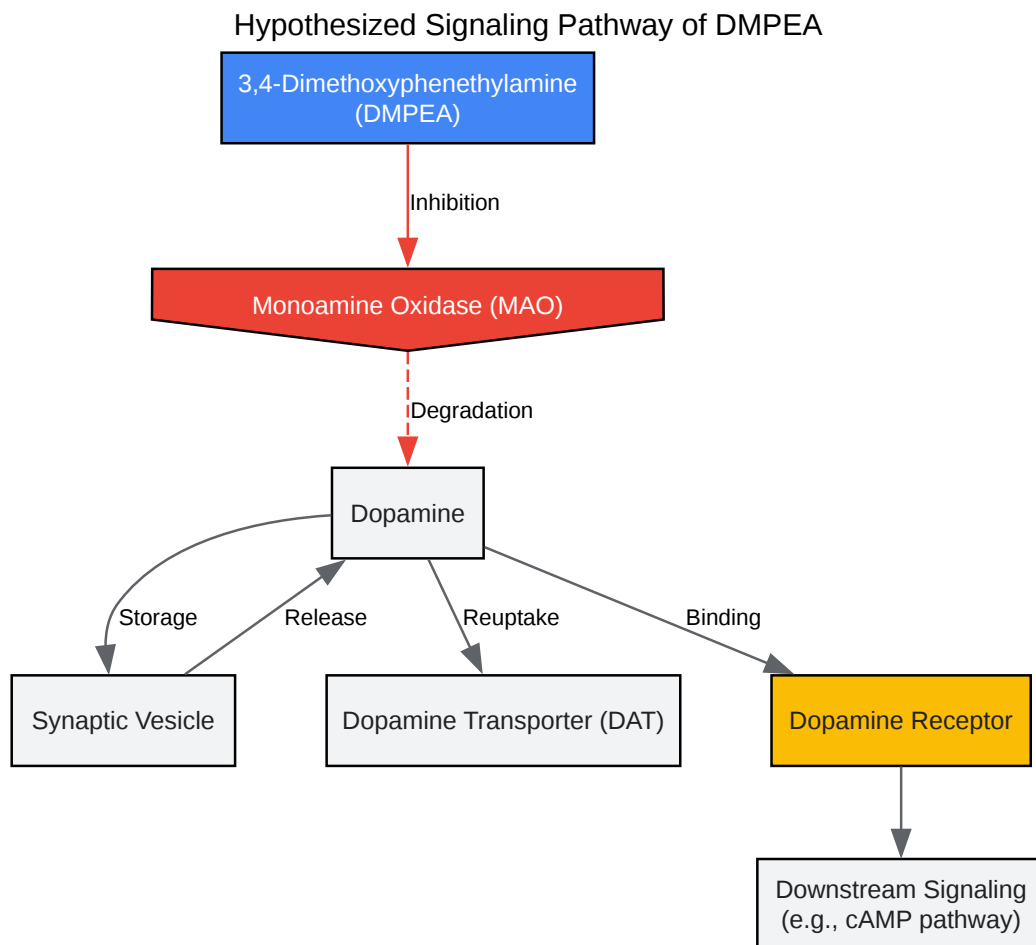 Hypothesized Signaling Pathway of DMPEA
3,4-Dimethoxyphenethylamine
(DMPEA)
Inhibition
Monoamine Oxidase (MAO)
Degradation
Dopamine
Storage
Release
Reuptake
Binding
Synaptic Vesicle
Dopamine Transporter (DAT)
Dopamine Receptor
Downstream Signaling
(e.g., cAMP pathway)